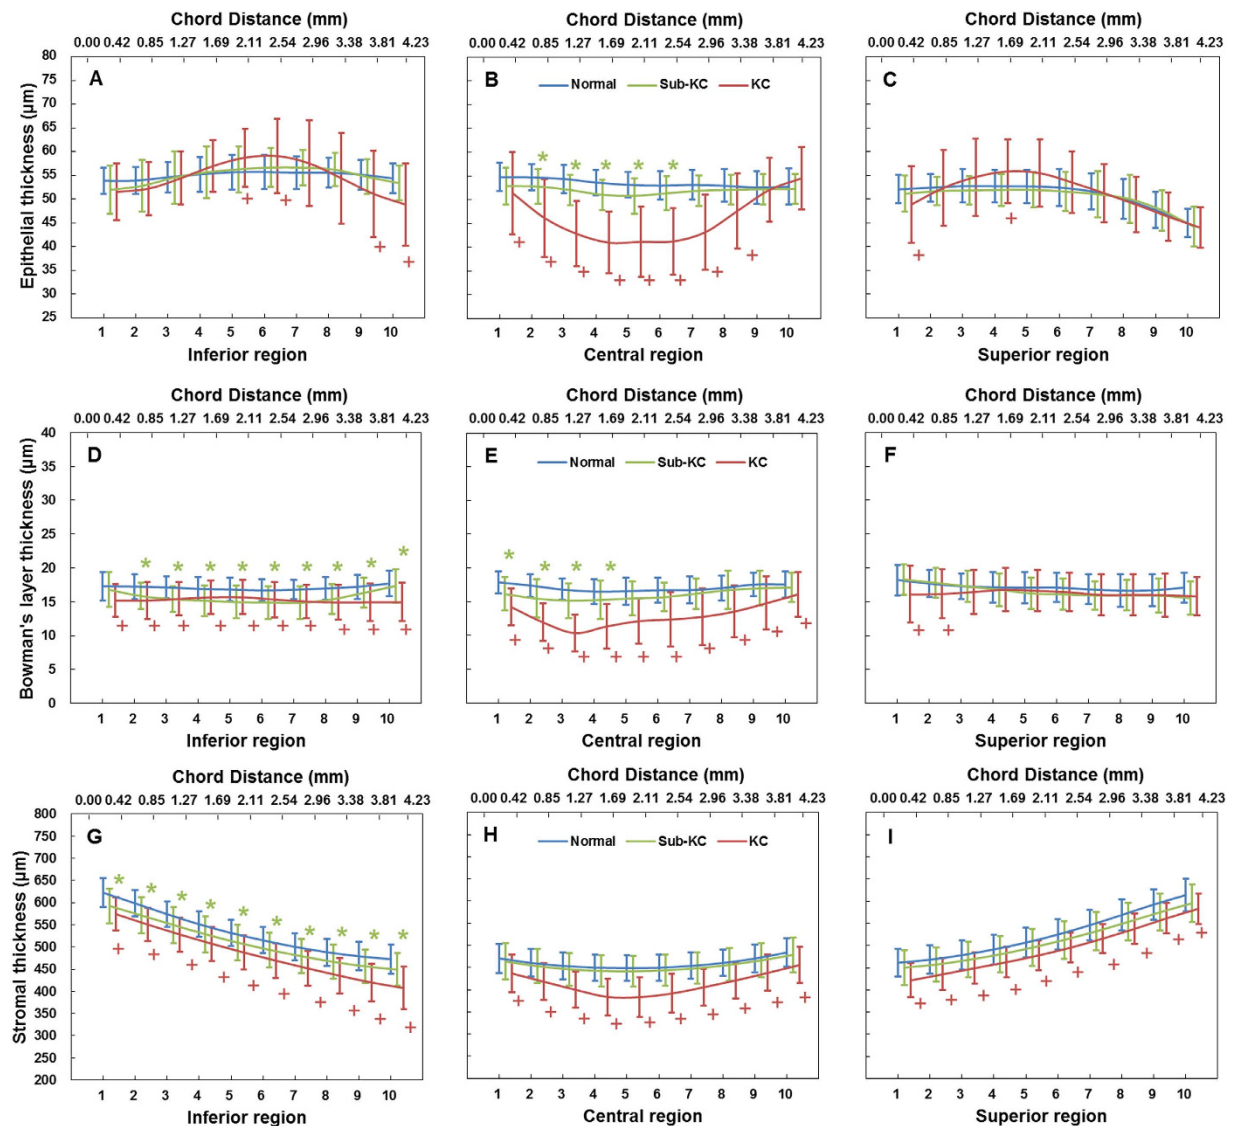 Chord Distance (mm) Chord Distance (mm) Chord Distance (mm)
0.00 0.42 0.85 1.27 1.69 2.11 2.54 2.96 3.38 3.81 4.23 0.00 0.42 0.85 1.27 1.69 2.11 2.54 2.96 3.38 3.81 4.23 0.00 0.42 0.85 1.27 1.69 2.11 2.54 2.96 3.38 3.81 4.23
Epithelial thickness (μm)
80
75
70
65
60
55
50
45
40
35
30
25
A B C
Normal Sub-KC KC
* * * * *
+ + + +
+ + + + + + + +
+ +
1 2 3 4 5 6 7 8 9 10 1 2 3 4 5 6 7 8 9 10 1 2 3 4 5 6 7 8 9 10
Inferior region Central region Superior region
Chord Distance (mm) Chord Distance (mm) Chord Distance (mm)
0.00 0.42 0.85 1.27 1.69 2.11 2.54 2.96 3.38 3.81 4.23 0.00 0.42 0.85 1.27 1.69 2.11 2.54 2.96 3.38 3.81 4.23 0.00 0.42 0.85 1.27 1.69 2.11 2.54 2.96 3.38 3.81 4.23
Bowman's layer thickness (μm)
40
35
30
25
20
15
10
5
0
D E F
Normal Sub-KC KC
* * * * * * * * *
* * * *
+ + + + + + + + + +
+ + + + + + + + + +
+ +
1 2 3 4 5 6 7 8 9 10 1 2 3 4 5 6 7 8 9 10 1 2 3 4 5 6 7 8 9 10
Inferior region Central region Superior region
Chord Distance (mm) Chord Distance (mm) Chord Distance (mm)
0.00 0.42 0.85 1.27 1.69 2.11 2.54 2.96 3.38 3.81 4.23 0.00 0.42 0.85 1.27 1.69 2.11 2.54 2.96 3.38 3.81 4.23 0.00 0.42 0.85 1.27 1.69 2.11 2.54 2.96 3.38 3.81 4.23
Stromal thickness (μm)
800
750
700
650
600
550
500
450
400
350
300
250
200
G H I
Normal Sub-KC KC
* * * * * * * * * *
+ + + + + + + + + +
+ + + + + + + + + +
+ + + + + + + + + +
1 2 3 4 5 6 7 8 9 10 1 2 3 4 5 6 7 8 9 10 1 2 3 4 5 6 7 8 9 10
Inferior region Central region Superior region